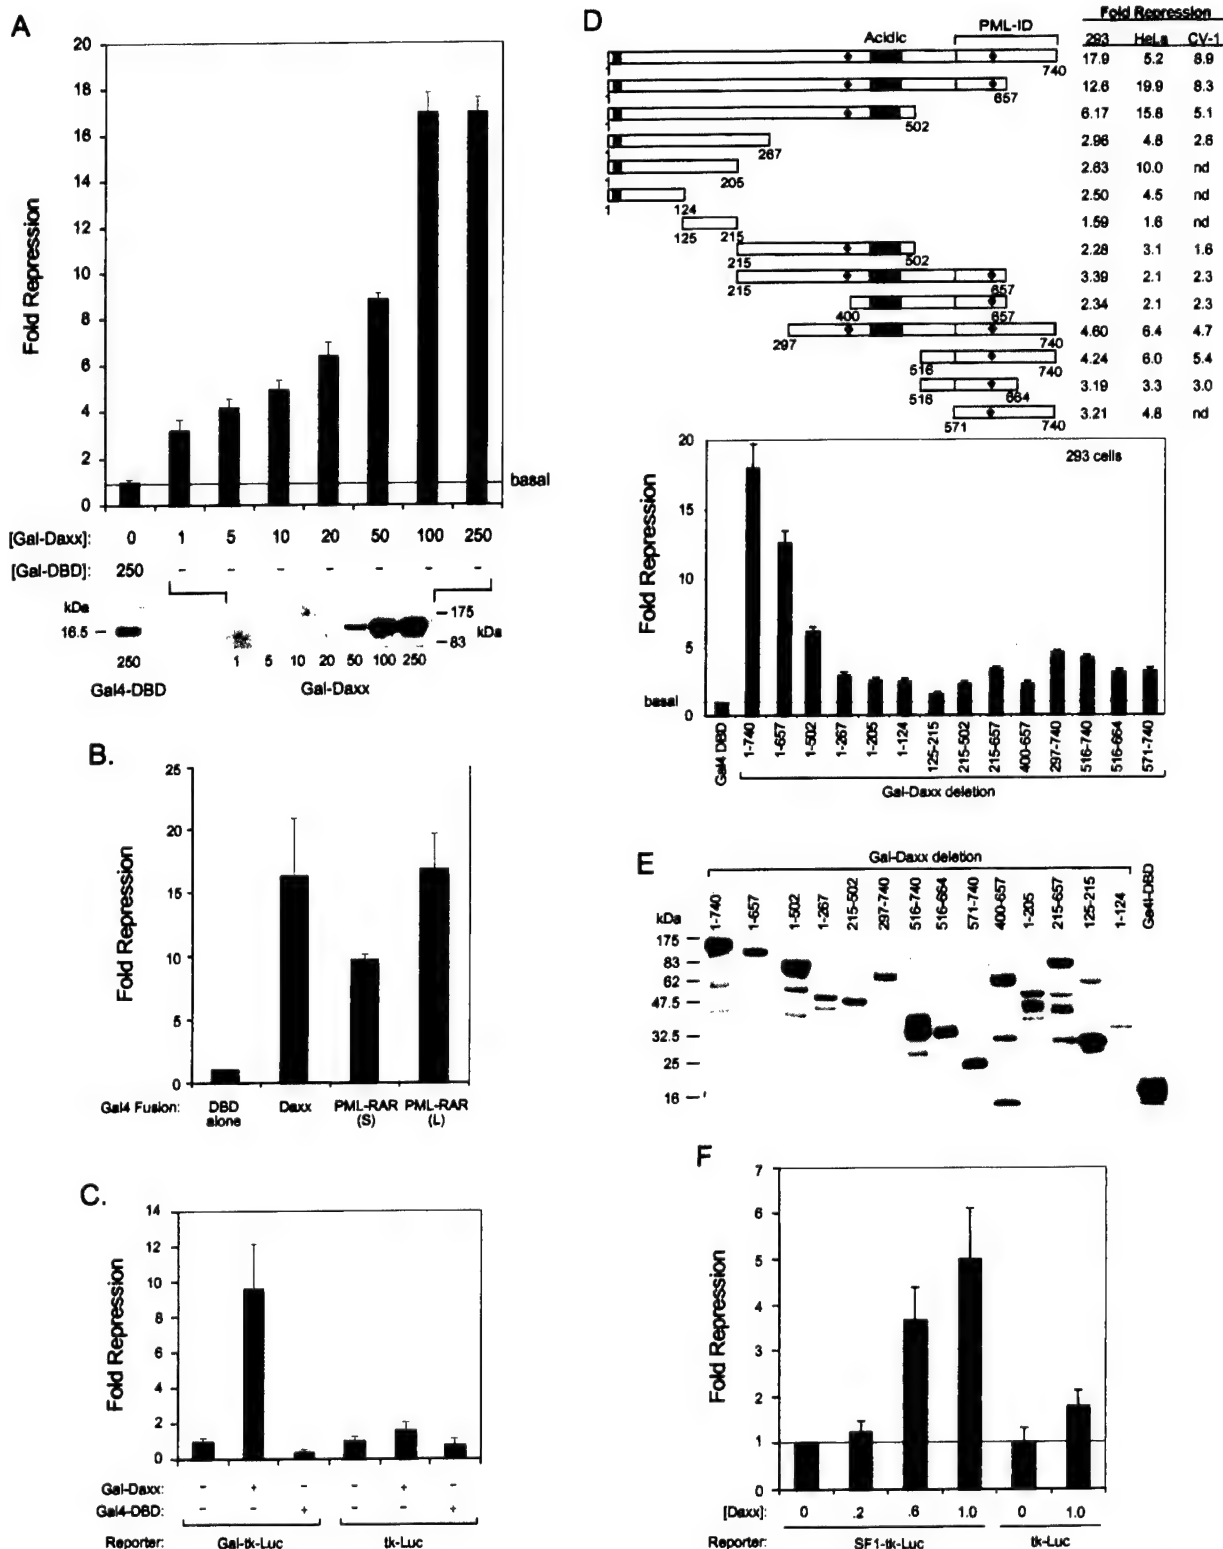 A
Fold Repression
20
18
16
14
12
10
8
6
4
2
0
basal
[Gal-Daxx]: 0 1 5 10 20 50 100 250
[Gal-DBD]: 250 - - - - - - -
kDa
16.5
175
83 kDa
250 1 5 10 20 50 100 250
Gal4-DBD Gal-Daxx
B.
Fold Repression
25
20
15
10
5
0
Gal4 Fusion: DBD alone Daxx PML-RAR (S) PML-RAR (L)
C.
Fold Repression
14
12
10
8
6
4
2
0
Gal-Daxx: - + - - + -
Gal4-DBD: - - + - - +
Reporter: Gal-tk-Luc tk-Luc
D
Fold Repression
Acidic PML-ID 293 HeLa CV-1
740 17.9 5.2 8.9
657 12.6 19.9 8.3
502 6.17 15.8 5.1
267 2.96 4.8 2.6
1 205 2.63 10.0 nd
1 124 2.50 4.5 nd
125 215 1.59 1.6 nd
215 502 2.28 3.1 1.6
215 657 3.39 2.1 2.3
400 657 2.34 2.1 2.3
297 740 4.60 6.4 4.7
516 740 4.24 6.0 5.4
516 664 3.19 3.3 3.0
571 740 3.21 4.8 nd
Fold Repression
20
15
10
5
basal
0
293 cells
Gal4 DBD 1-740 1-657 1-502 1-267 1-205 1-124 125-215 215-502 215-657 400-657 297-740 516-740 516-664 571-740
Gal-Daxx deletion
E
Gal-Daxx deletion
1-740 1-657 1-502 1-267 215-502 297-740 516-740 516-664 571-740 400-657 1-205 215-657 125-215 1-124 Gal4-DBD
kDa
175
83
62
47.5
32.5
25
16
F
Fold Repression
7
6
5
4
3
2
1
0
[Daxx]: 0 .2 .6 1.0 0 1.0
Reporter: SF1-tk-Luc tk-Luc